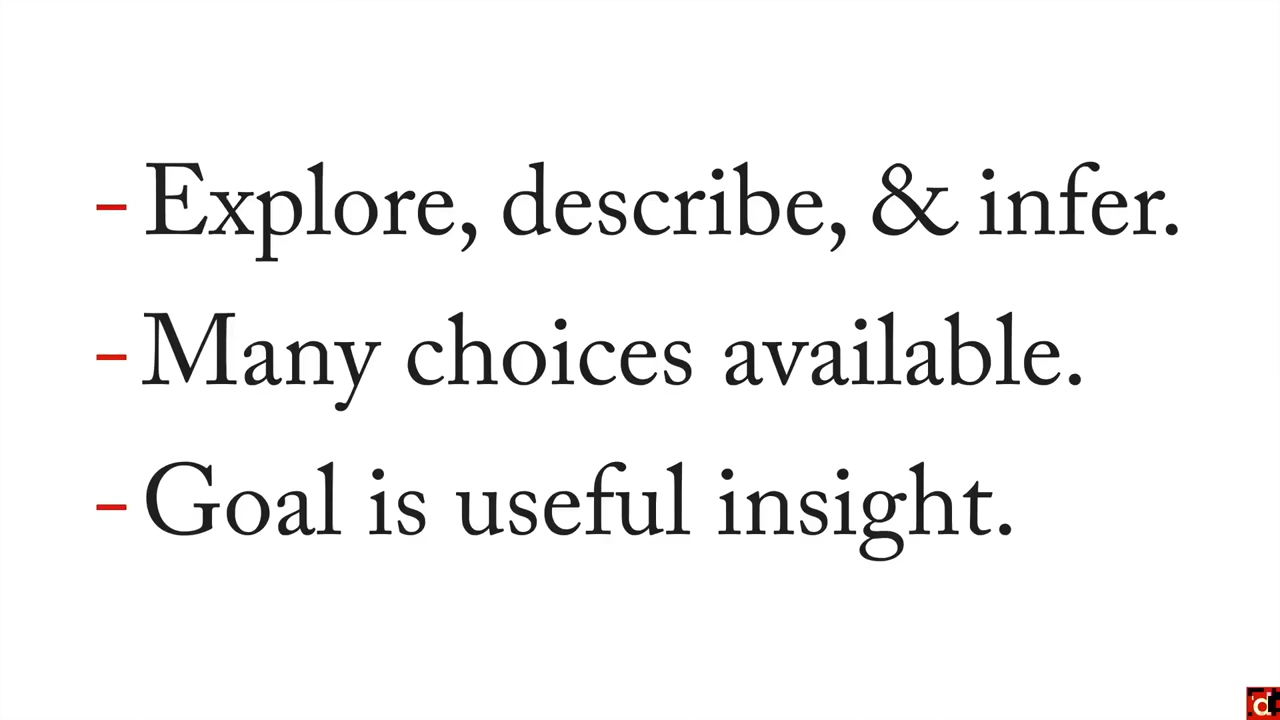 - Explore, describe, & infer.
- Many choices available.
- Goal is useful insight.